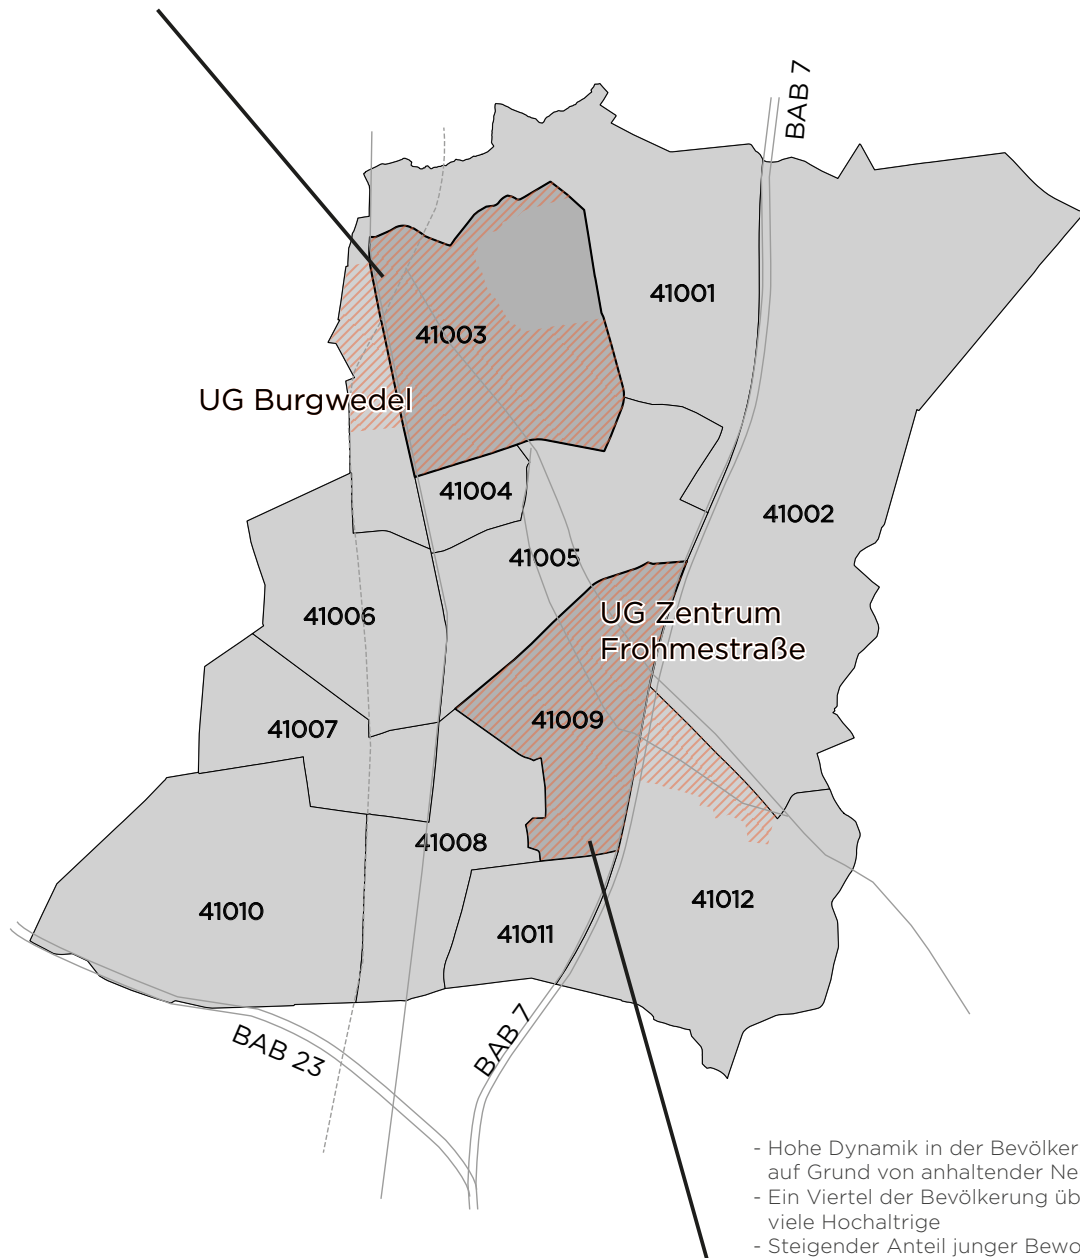 BAB 7
41001
41003
UG Burgwedel
41004
41002
41005
41006
UG Zentrum
Frohmestraße
41009
41007
41008
41012
41010
41011
BAB 7
BAB 23
- Hohe Dynamik in der Bevölker
auf Grund von anhaltender Ne
- Ein Viertel der Bevölkerung üb
viele Hochaltrige
- Steigender Anteil junger Bewo